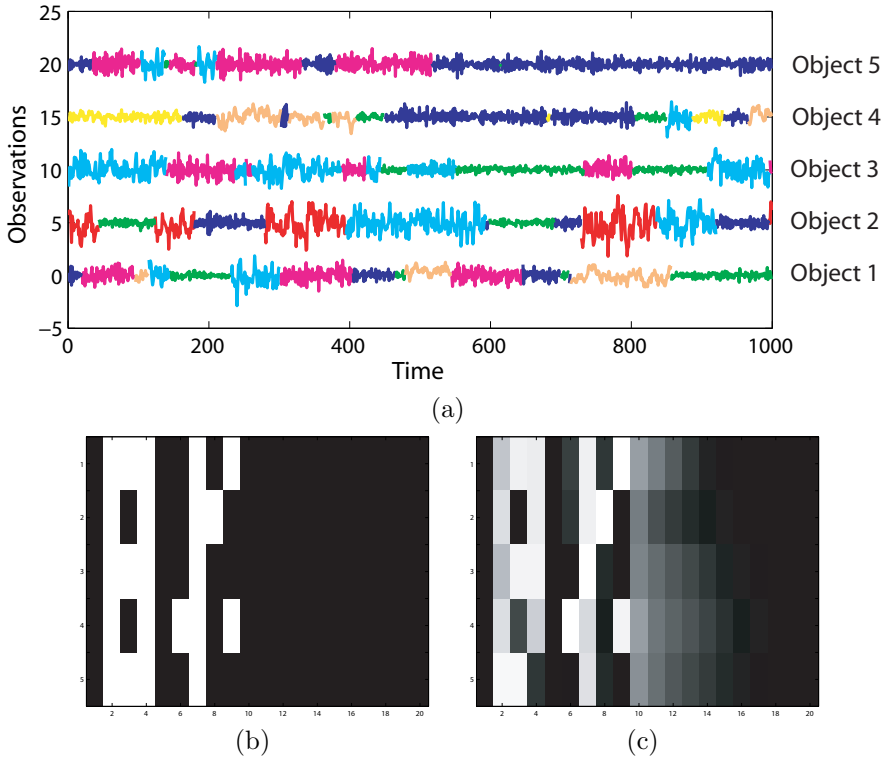 25
20
15
10
5
0
−5
Observations
Object 5
Object 4
Object 3
Object 2
Object 1
0 200 400 600 800 1000
Time
(a)
1
2
3
4
5
2 4 6 8 10 12 14 16 18 20
(b)
1
2
3
4
5
2 4 6 8 10 12 14 16 18 20
(c)